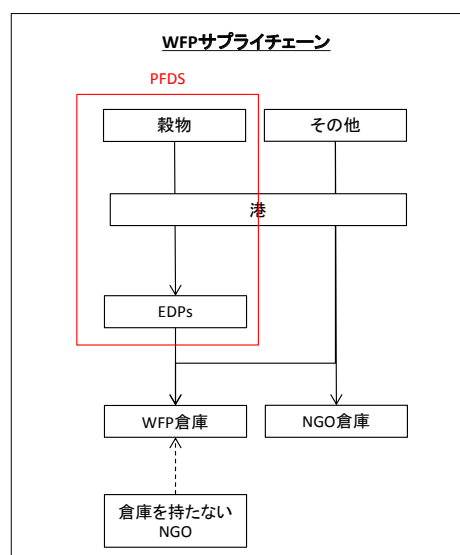 WFPサプライチェーン
PFDS
穀物
その他
港
EDPs
WFP倉庫
NGO倉庫
倉庫を持たない
NGO